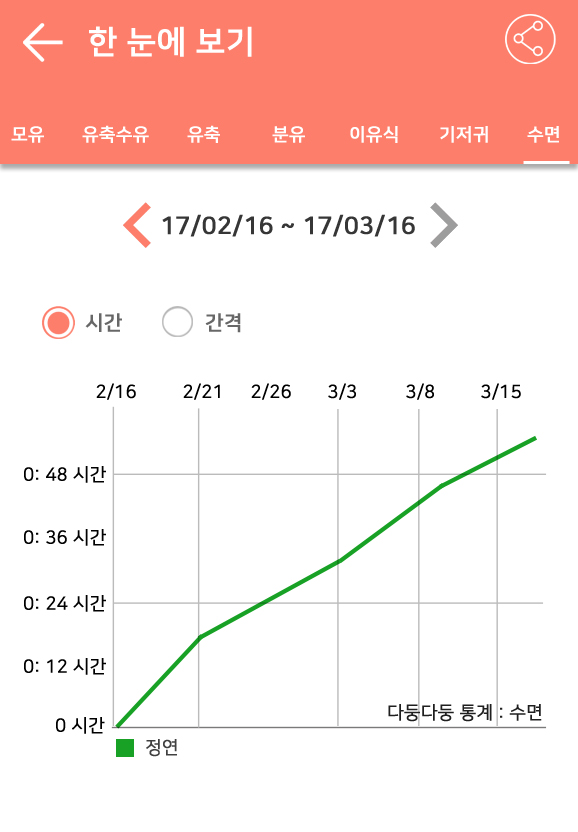 한 눈에 보기
모유 유축수유 유축 분유 이유식 기저귀 수면
17/02/16 ~ 17/03/16
시간 간격
2/16 2/21 2/26 3/3 3/8 3/15
0: 48 시간
0: 36 시간
0: 24 시간
0: 12 시간
다둥다둥 통계 : 수면
0 시간
정연